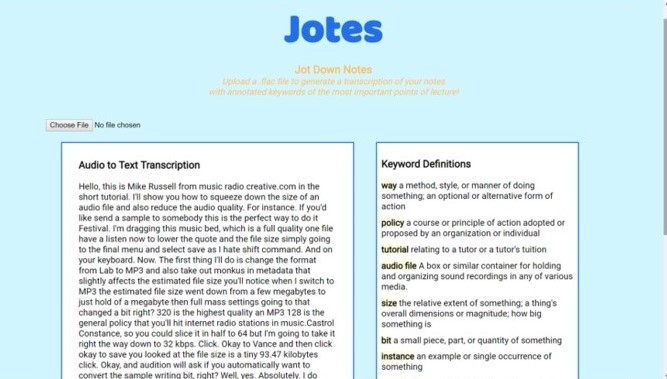 Jotes
Jot Down Notes
Upload a .flac file to generate a transcription of your notes
with annotated keywords of the most important points of lecture!
Choose File No file chosen
Audio to Text Transcription
Hello, this is Mike Russell from music radio creative.com in the
short tutorial. I'll show you how to squeeze down the size of an
audio file and also reduce the audio quality. For instance. If you'd
like send a sample to somebody this is the perfect way to do it
Festival. I'm dragging this music bed, which is a full quality one file
have a listen now to lower the quote and the file size simply going
to the final menu and select save as I hate shift command. And on
your keyboard. Now. The first thing I'll do is change the format
from Lab to MP3 and also take out monkus in metadata that
slightly affects the estimated file size you'll notice when I switch to
MP3 the estimated file size went down from a few megabytes to
just hold of a megabyte then full mass settings going to that
changed a bit right? 320 is the highest quality an MP3 128 is the
general policy that you'll hit internet radio stations in music.Castrol
Constance, so you could slice it in half to 64 but I'm going to take it
right the way down to 32 kbps. Click. Okay to Vance and then click
okay to save you looked at the file size is a tiny 93.47 kilobytes
click. Okay, and audition will ask if you automatically want to
convert the sample writing bit, right? Well, yes. Absolutely. I do
Keyword Definitions
way a method, style, or manner of doing
something; an optional or alternative form of
action
policy a course or principle of action adopted or
proposed by an organization or individual
tutorial relating to a tutor or a tutor's tuition
audio file A box or similar container for holding
and organizing sound recordings in any of various
media.
size the relative extent of something; a thing's
overall dimensions or magnitude; how big
something is
bit a small piece, part, or quantity of something
instance an example or single occurrence of
something